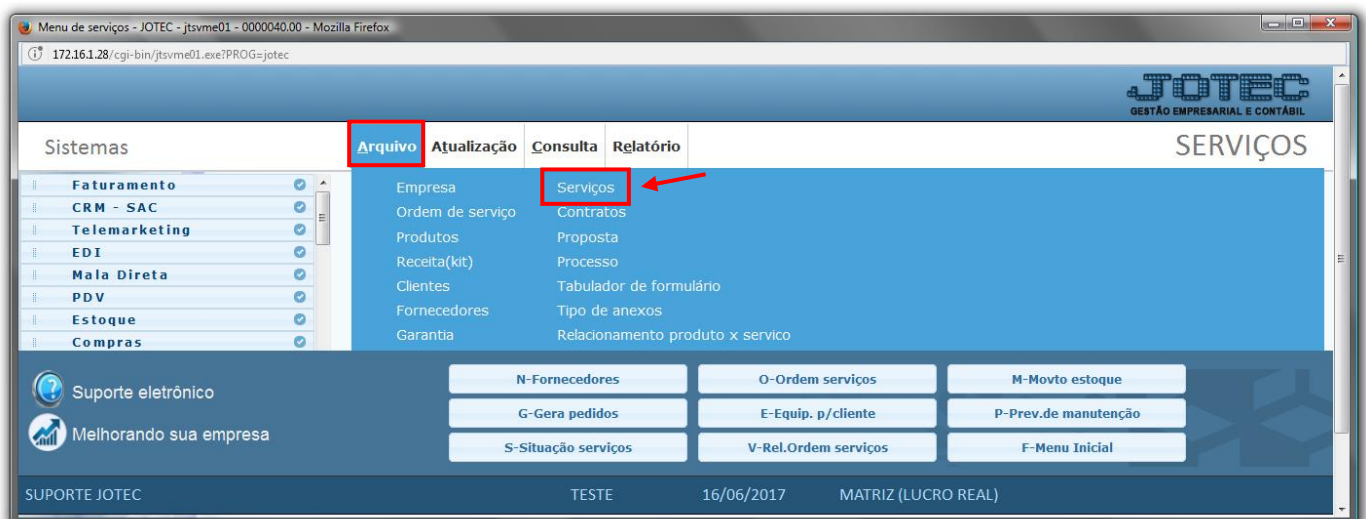 Menu de serviços - JOTEC - jtsvme01 - 0000040.00 - Mozilla Firefox
172.16.1.28/cgi-bin/jtsvme01.exe?PROG=jotec
JOTEC
GESTÃO EMPRESARIAL E CONTÁBIL
Sistemas
Arquivo Atualização Consulta Relatório
SERVIÇOS
Faturamento
CRM - SAC
Telemarketing
EDI
Mala Direta
PDV
Estoque
Compras
Empresa
Ordem de serviço
Produtos
Receita(kit)
Clientes
Fornecedores
Garantia
Serviços
Contratos
Proposta
Processo
Tabulador de formulário
Tipo de anexos
Relacionamento produto x servico
Suporte eletrônico
Melhorando sua empresa
N-Fornecedores O-Ordem serviços M-Movto estoque
G-Gera pedidos E-Equip. p/cliente P-Prev.de manutenção
S-Situação serviços V-Rel.Ordem serviços F-Menu Inicial
SUPORTE JOTEC TESTE 16/06/2017 MATRIZ (LUCRO REAL)